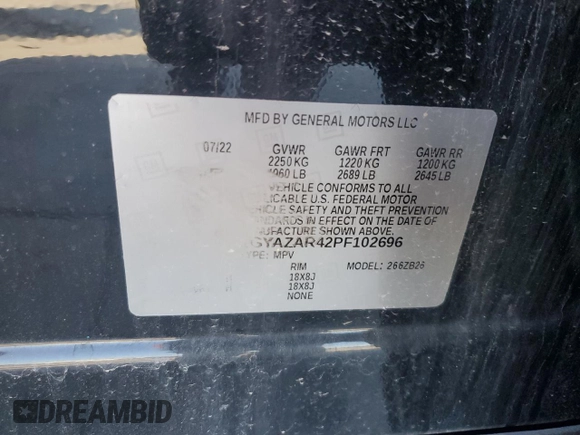 MFD BY GENERAL MOTORS LLC
07/22 GVWR GAWR FRT GAWR RR
2250 KG 1220 KG 1200 KG
4960 LB 2689 LB 2645 LB
VEHICLE CONFORMS TO ALL
LICABLE U.S. FEDERAL MOTOR
HICLE SAFETY AND THEFT PREVENTION
NDARDS IN EFFECT ON THE DATE OF
UFACTURE SHOWN ABOVE.
GYAZAR42PF102696
YPE: MPV
RIM MODEL: 266ZB26
18X8J
18X8J
NONE
DREAMBID